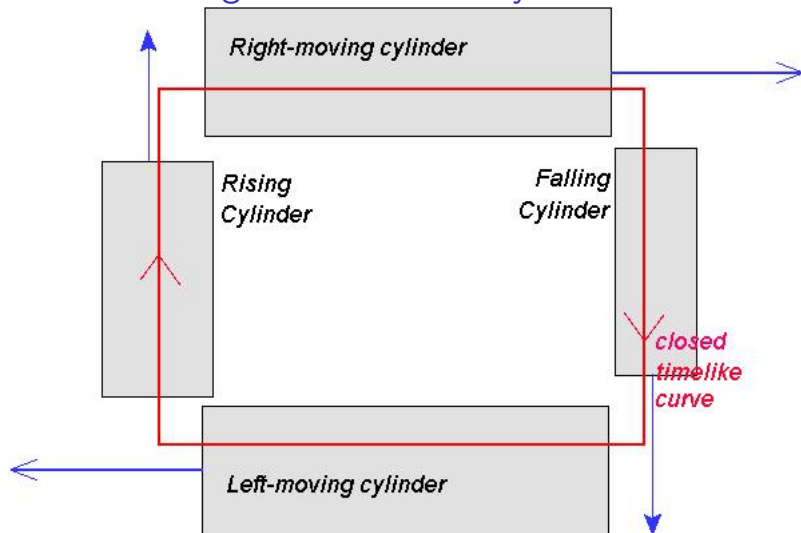 Right-moving cylinder
Rising
Cylinder
Falling
Cylinder
closed
timelike
curve
Left-moving cylinder